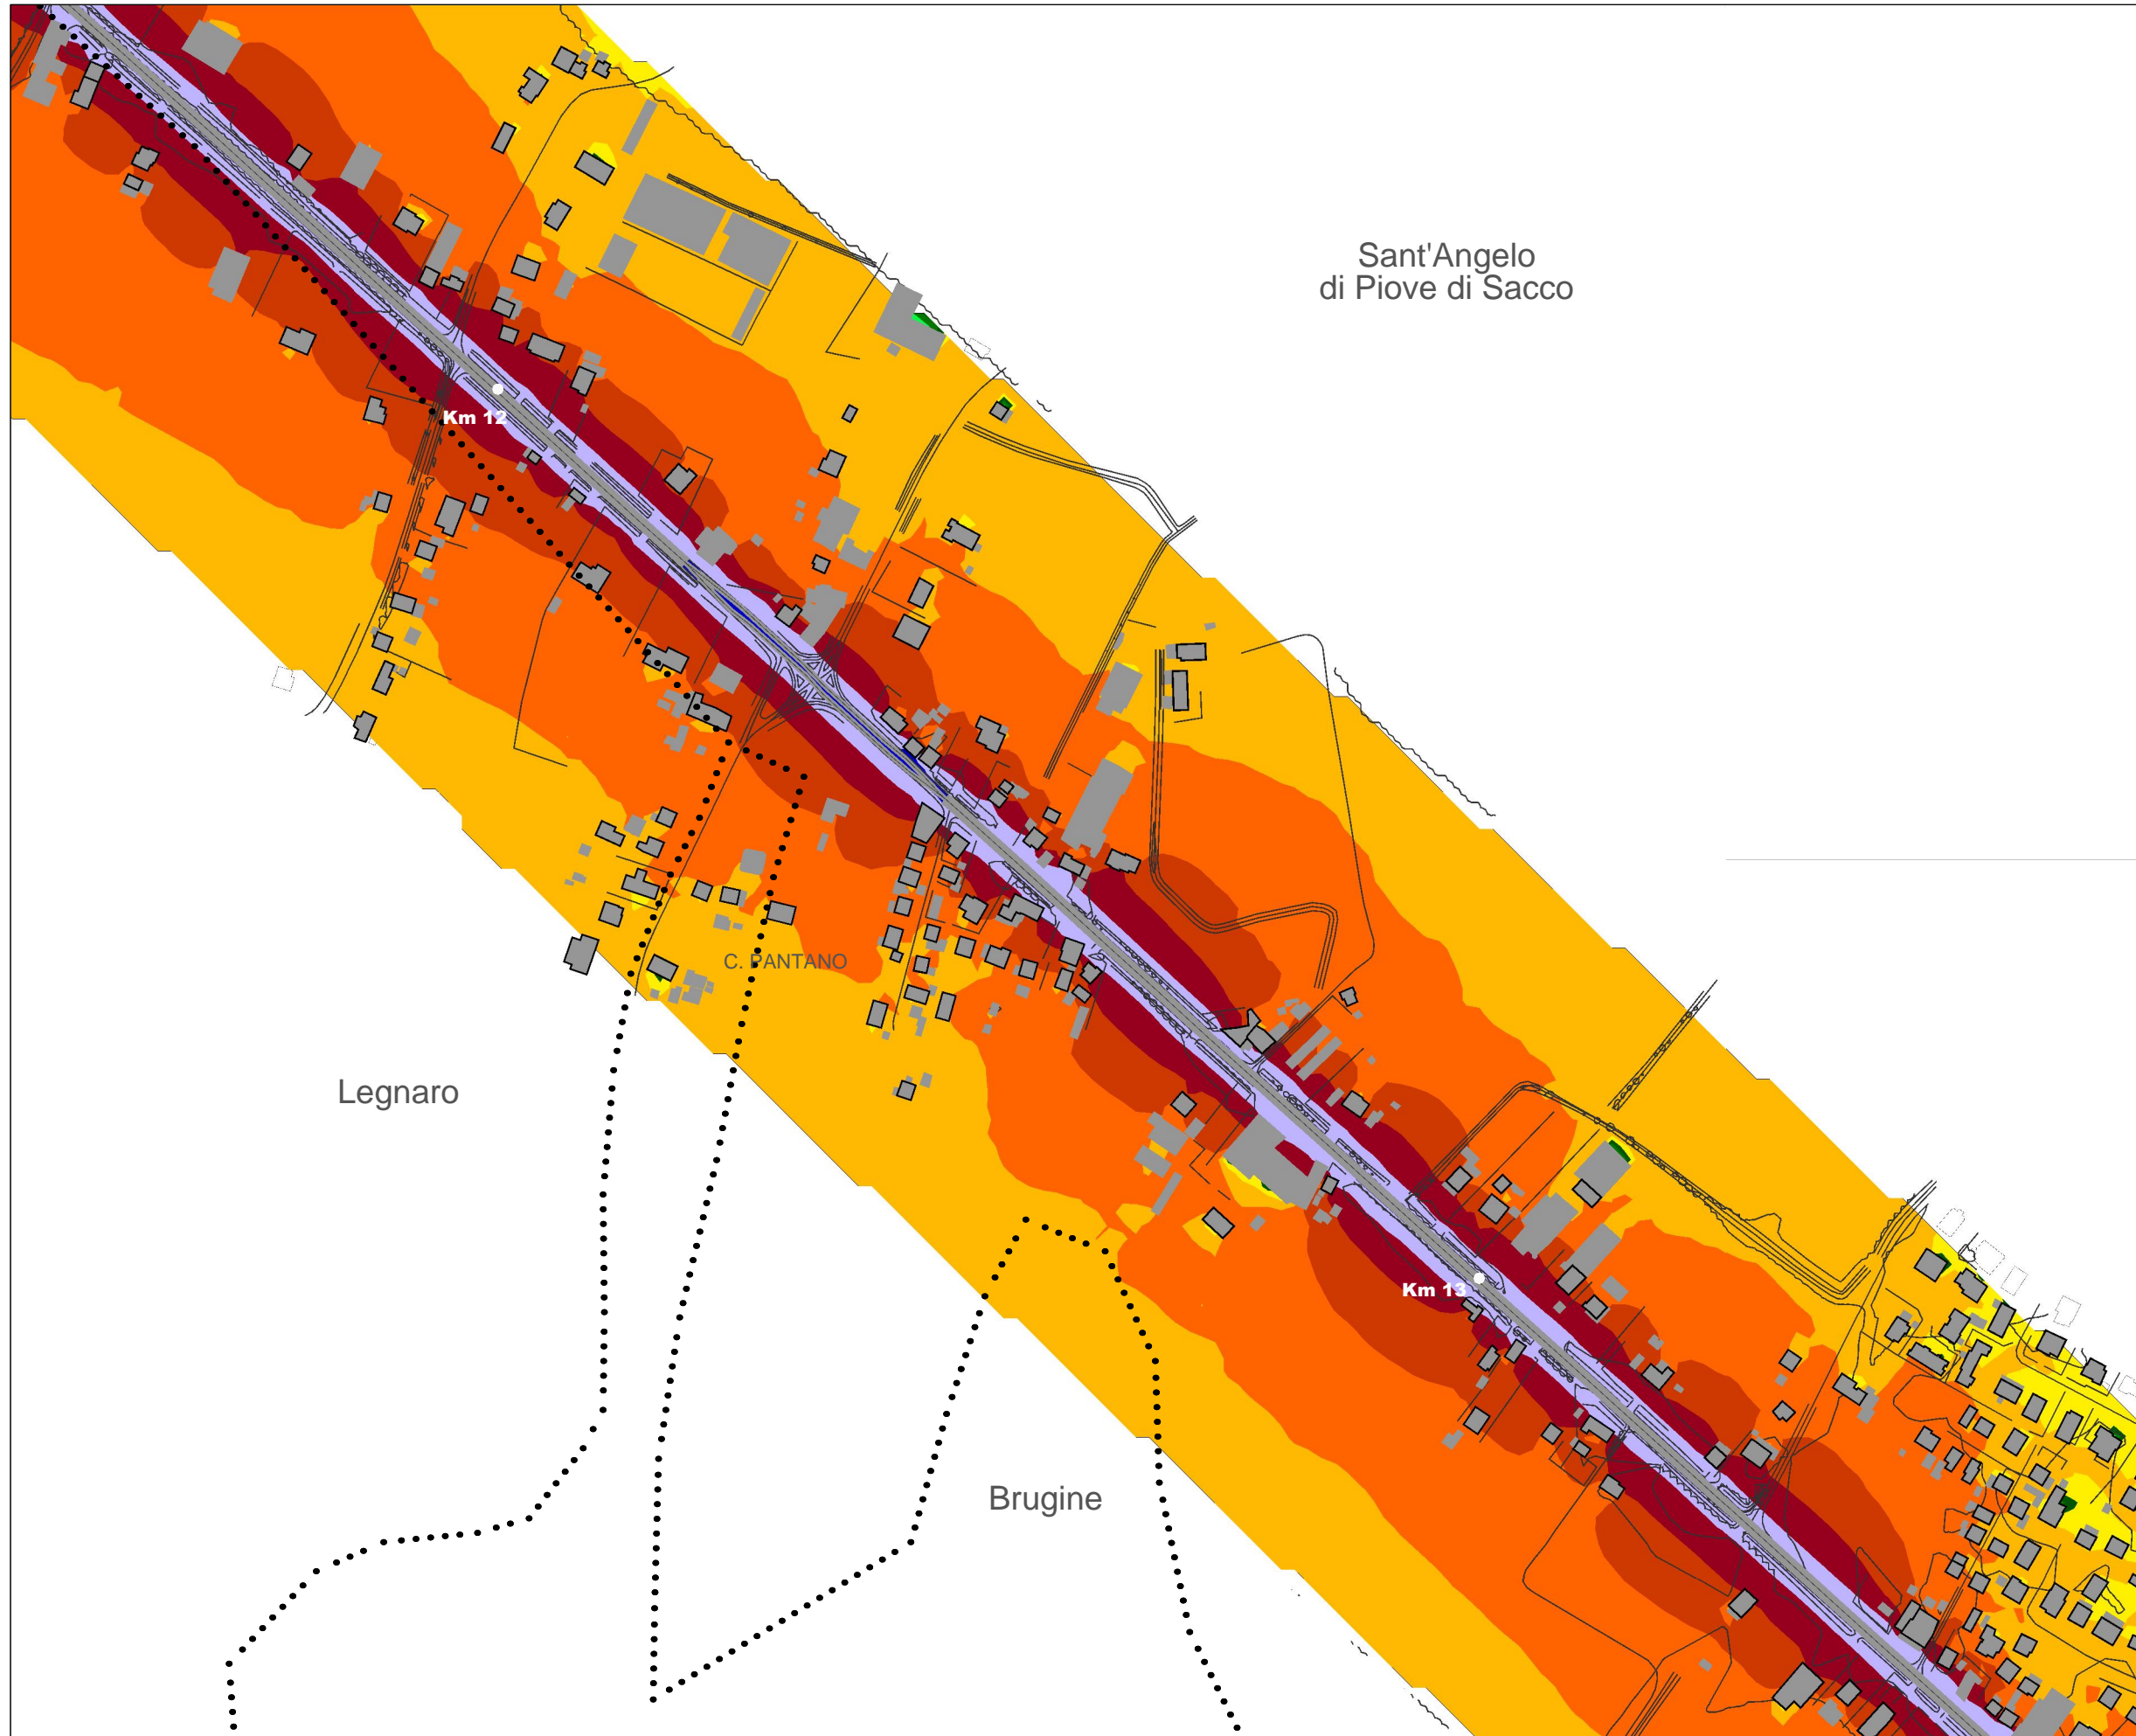 Sant'Angelo
di Piove di Sacco
Km 12
C. PANTANO
Legnaro
Km 13
Brugine